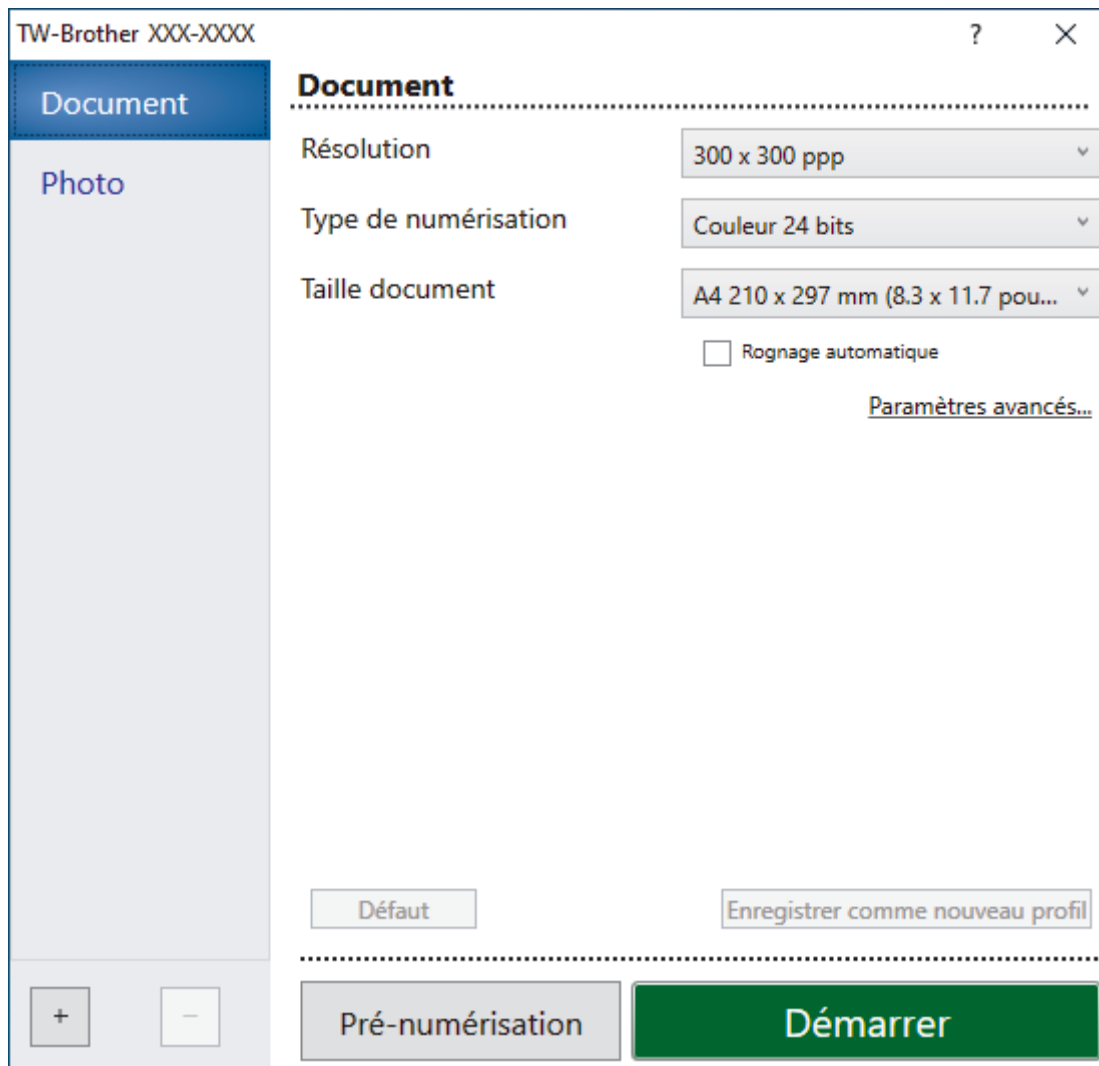 TW-Brother XXX-XXXX
?
Document
Photo
Document
Résolution
300 x 300 ppp
Type de numérisation
Couleur 24 bits
Taille document
A4 210 x 297 mm (8.3 x 11.7 pou...
Rognage automatique
Paramètres avancés...
Défaut
Enregistrer comme nouveau profil
+
−
Pré-numérisation
Démarrer